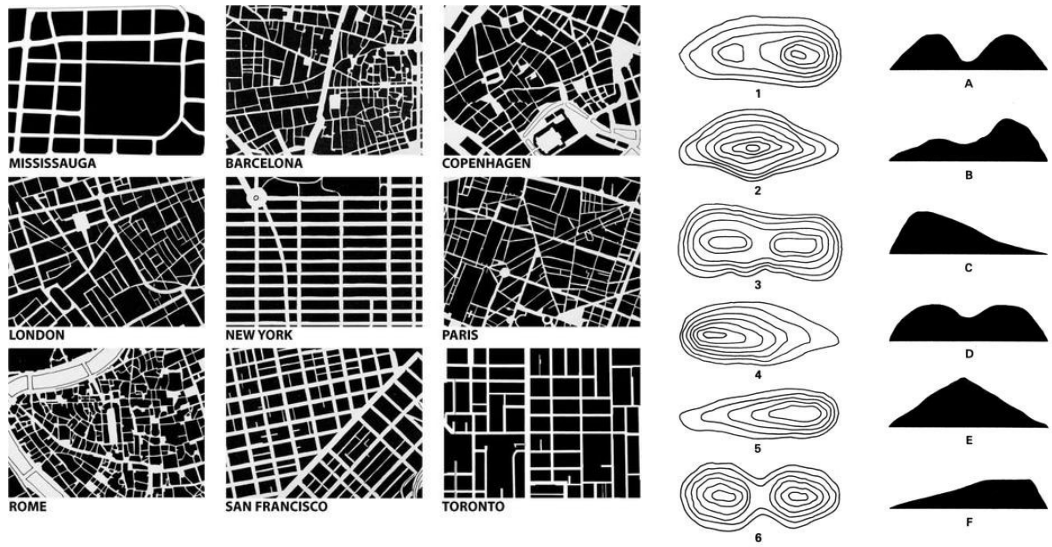 MISSISSAUGA
BARCELONA
COPENHAGEN
LONDON
NEW YORK
PARIS
ROME
SAN FRANCISCO
TORONTO
1
A
2
B
3
C
4
D
5
E
6
F